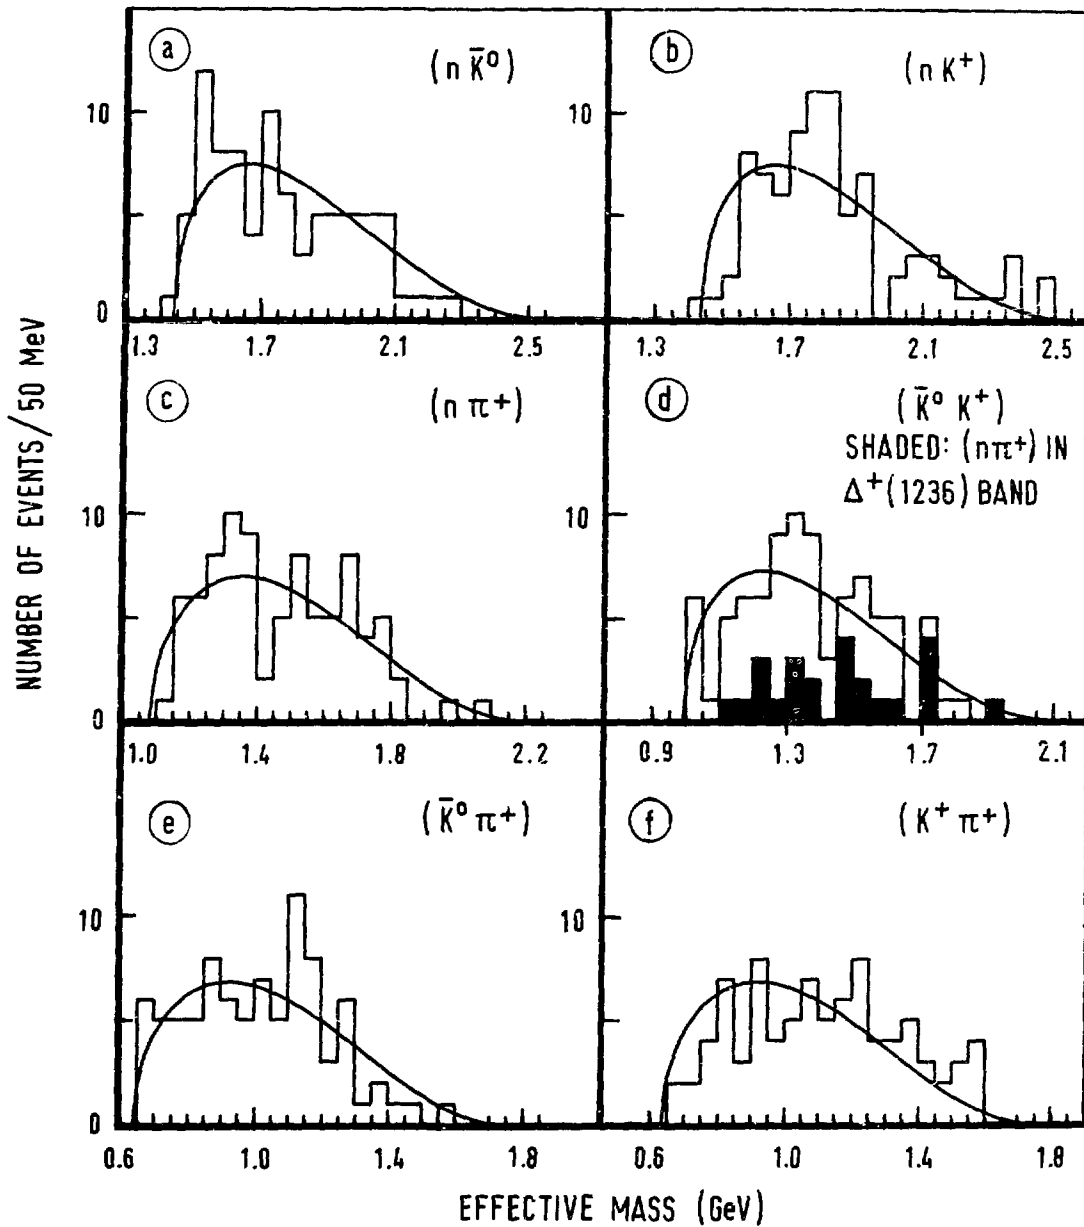 a
(n K̄⁰)
10
0
1.3 1.7 2.1 2.5
b
(n K⁺)
10
1.3 1.7 2.1 2.5
c
(n π⁺)
10
0
1.0 1.4 1.8 2.2
d
(K̄⁰ K⁺)
SHADED: (nπ⁺) IN
Δ⁺(1236) BAND
10
0.9 1.3 1.7 2.1
e
(K̄⁰ π⁺)
10
0
0.6 1.0 1.4 1.8
f
(K⁺ π⁺)
10
0.6 1.0 1.4 1.8
NUMBER OF EVENTS/50 MeV
EFFECTIVE MASS (GeV)